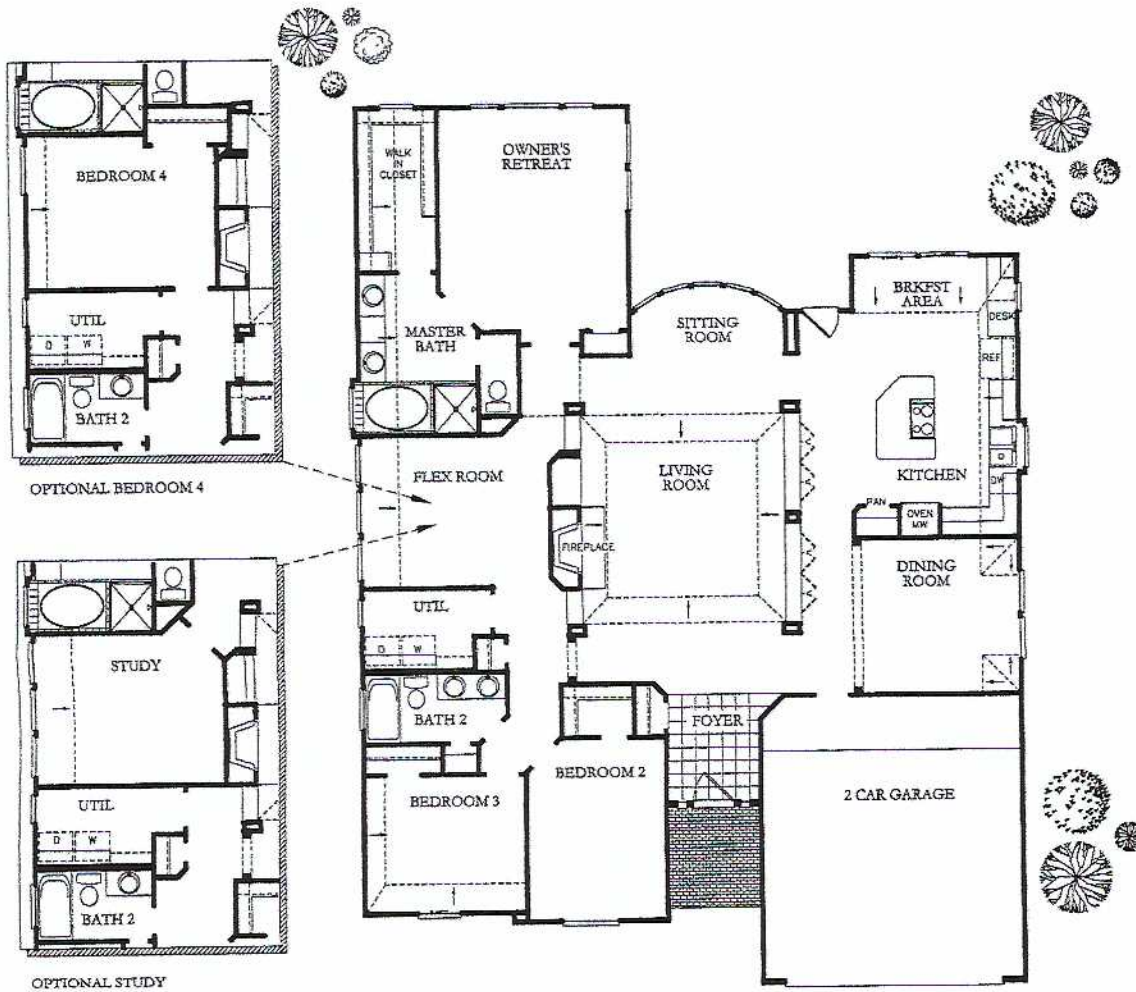 BEDROOM 4
UTIL
D W
BATH 2
OPTIONAL BEDROOM 4
STUDY
UTIL
D W
BATH 2
OPTIONAL STUDY
WALK
IN
CLOSET
OWNER'S
RETREAT
MASTER
BATH
SITTING
ROOM
BRKFST
AREA
DESK
REF
KITCHEN
DW
PAN
OVEN
MW
FLEX ROOM
LIVING
ROOM
FIREPLACE
DINING
ROOM
UTIL
D W
BATH 2
FOYER
BEDROOM 3
BEDROOM 2
2 CAR GARAGE